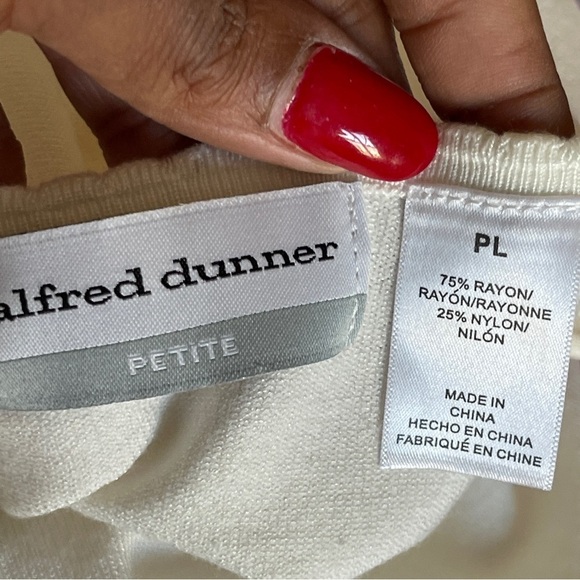 alfred dunner
PETITE
PL
75% RAYON/
RAYÓN/RAYONNE
25% NYLON/
NILÓN
MADE IN
CHINA
HECHO EN CHINA
FABRIQUÉ EN CHINE